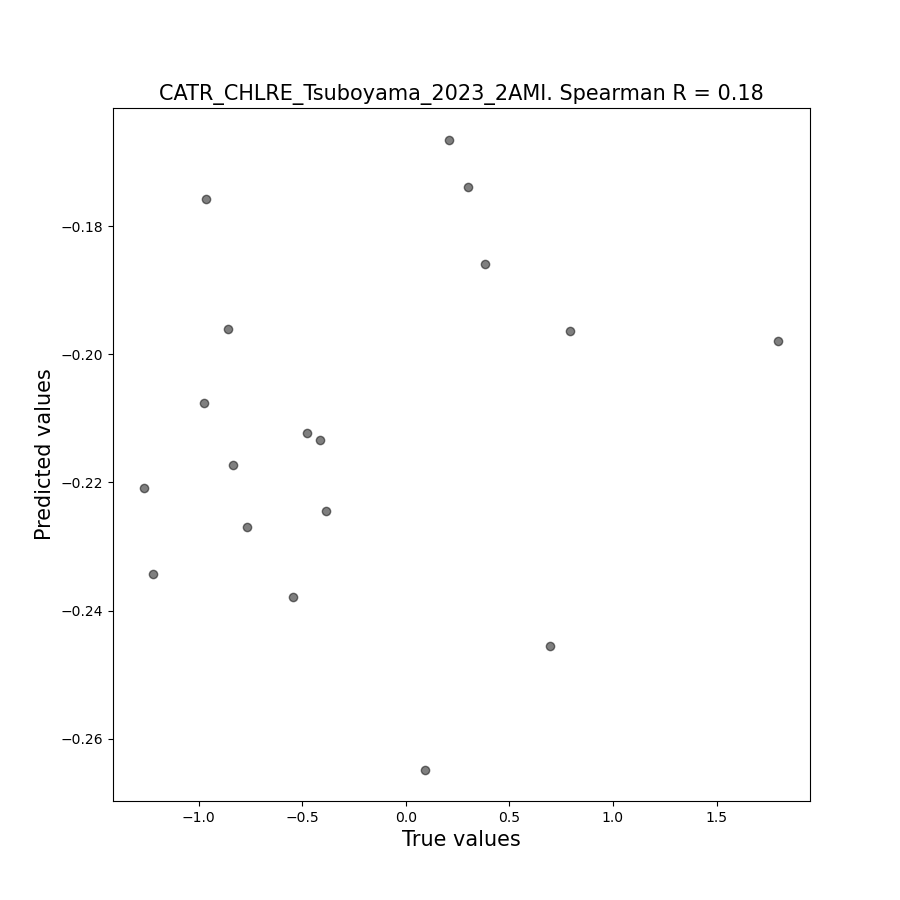 CATR_CHLRE_Tsuboyama_2023_2AMI. Spearman R = 0.18
Predicted values
−0.18
−0.20
−0.22
−0.24
−0.26
−1.0 −0.5 0.0 0.5 1.0 1.5
True values